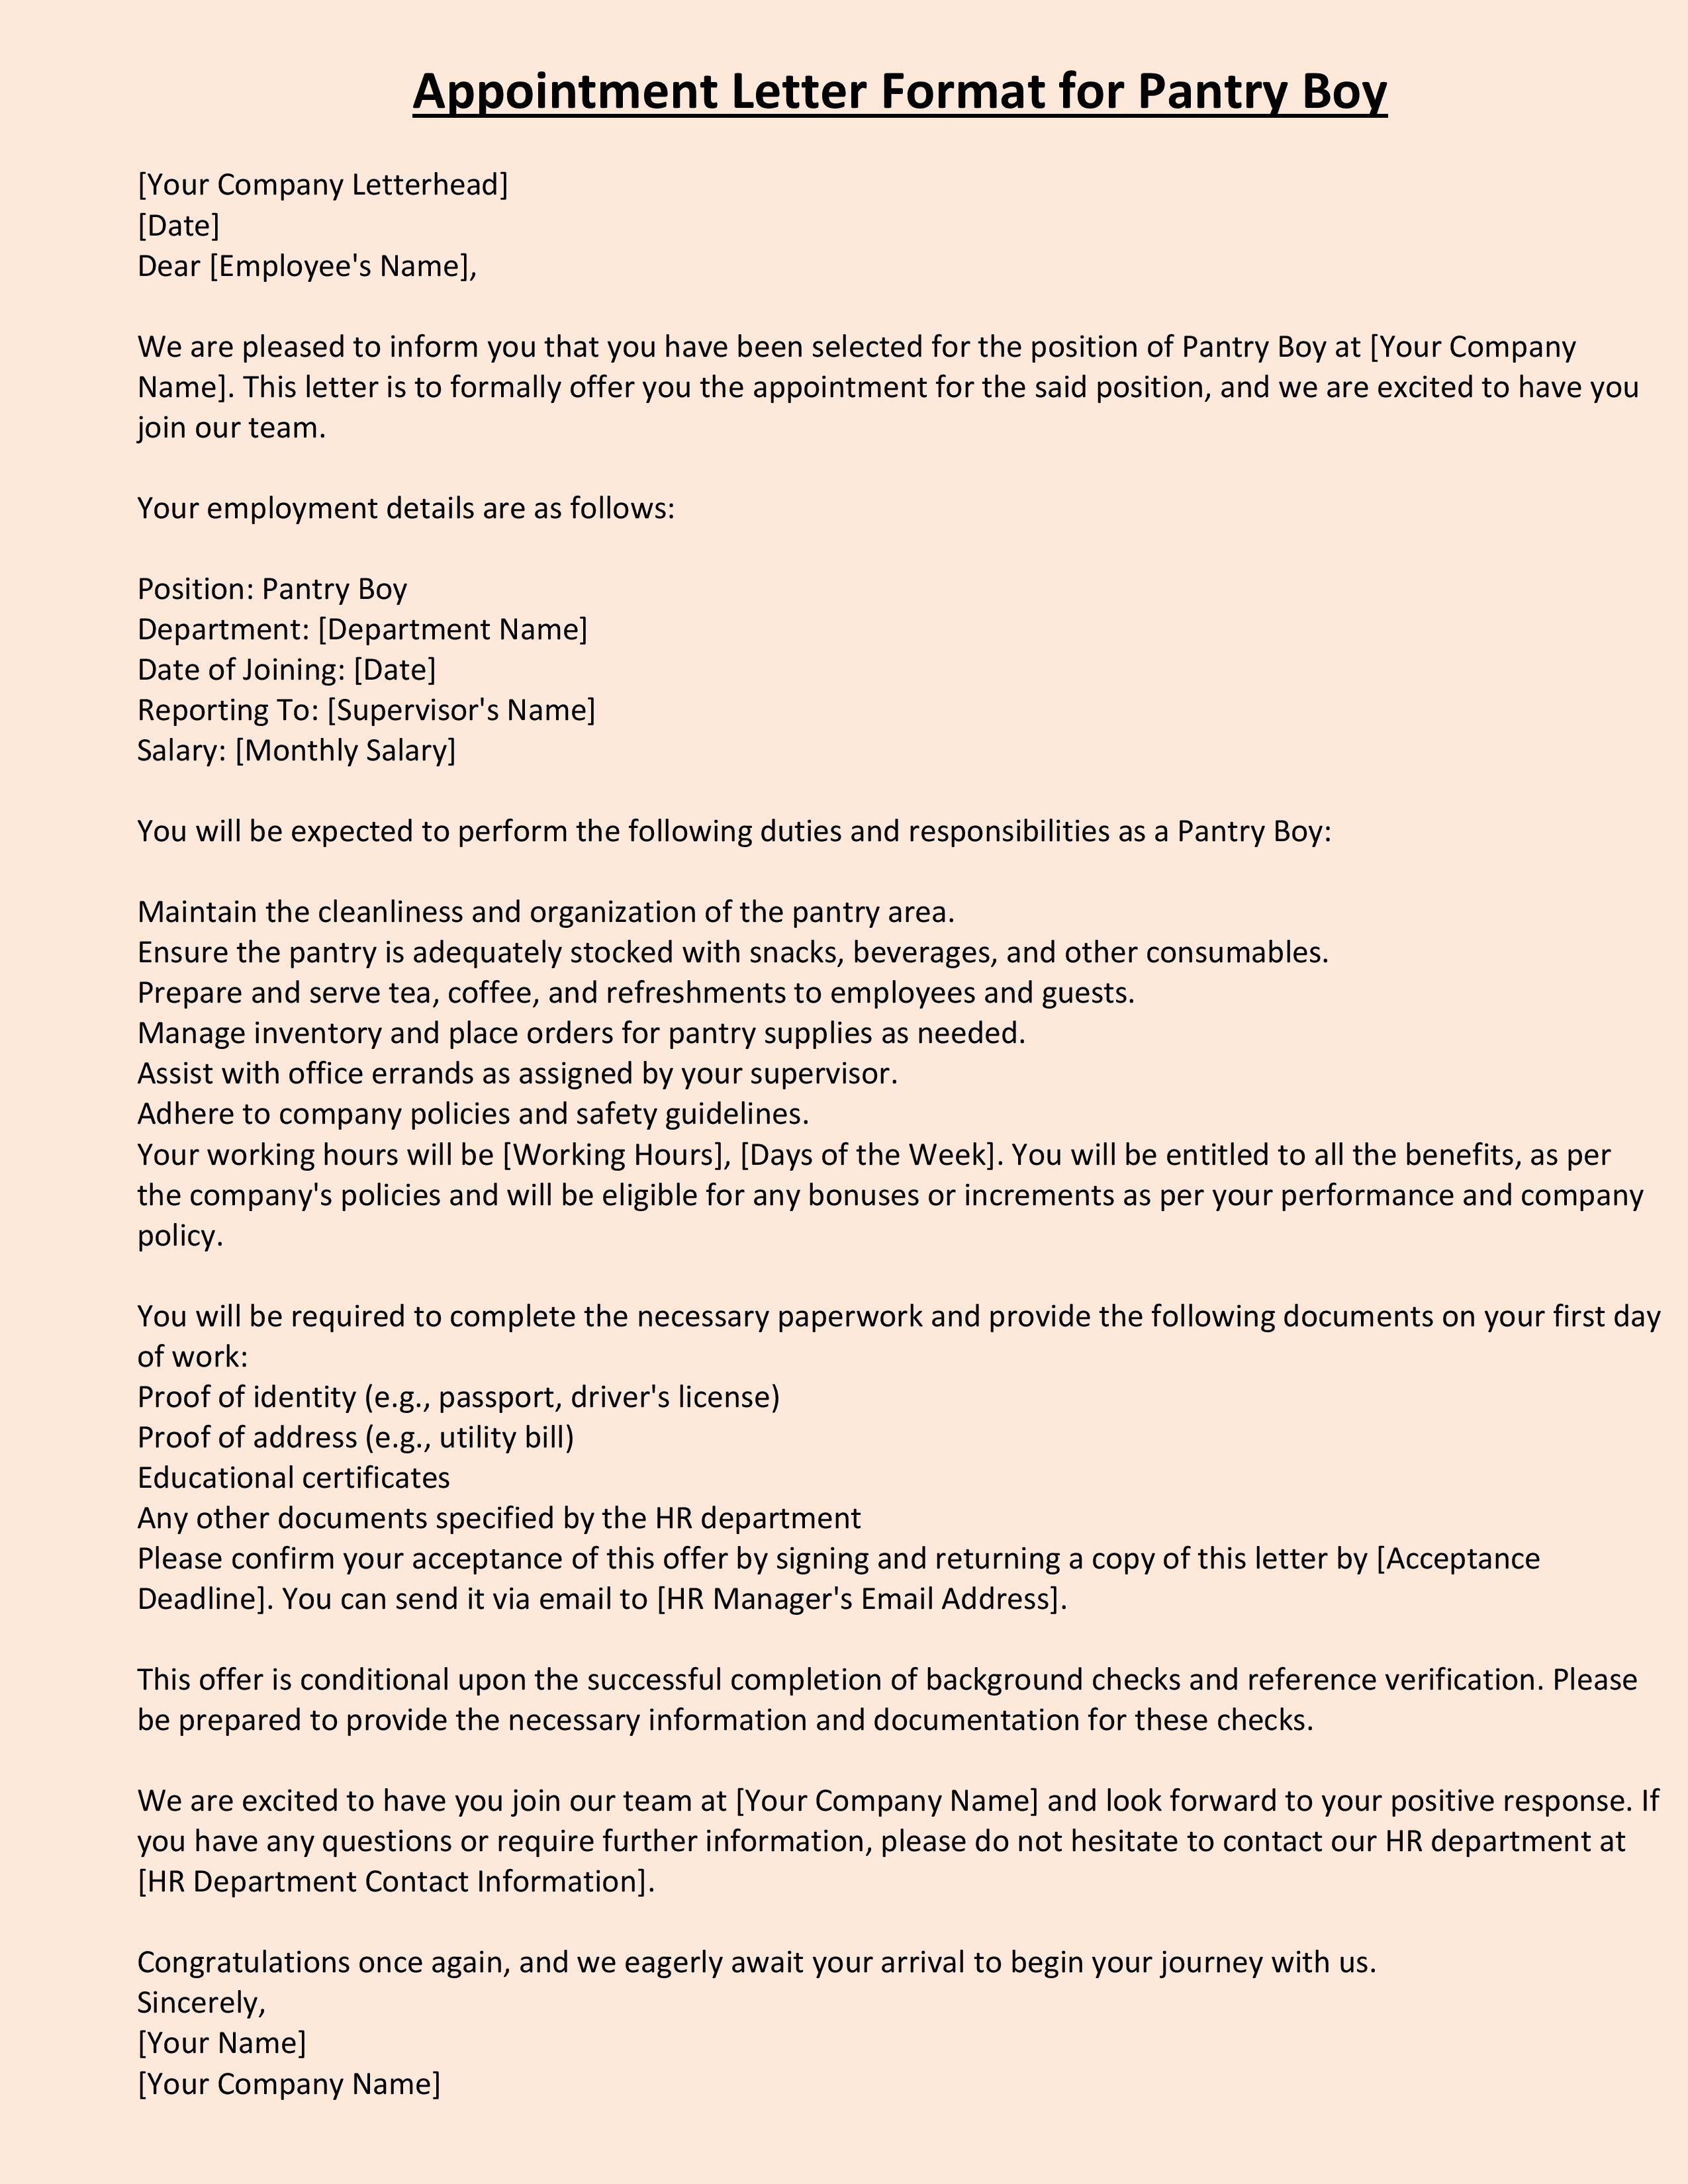 Appointment Letter Format for Pantry Boy
[Your Company Letterhead]
[Date]
Dear [Employee's Name],
We are pleased to inform you that you have been selected for the position of Pantry Boy at [Your Company
Name]. This letter is to formally offer you the appointment for the said position, and we are excited to have you
join our team.
Your employment details are as follows:
Position: Pantry Boy
Department: [Department Name]
Date of Joining: [Date]
Reporting To: [Supervisor's Name]
Salary: [Monthly Salary]
You will be expected to perform the following duties and responsibilities as a Pantry Boy:
Maintain the cleanliness and organization of the pantry area.
Ensure the pantry is adequately stocked with snacks, beverages, and other consumables.
Prepare and serve tea, coffee, and refreshments to employees and guests.
Manage inventory and place orders for pantry supplies as needed.
Assist with office errands as assigned by your supervisor.
Adhere to company policies and safety guidelines.
Your working hours will be [Working Hours], [Days of the Week]. You will be entitled to all the benefits, as per
the company's policies and will be eligible for any bonuses or increments as per your performance and company
policy.
You will be required to complete the necessary paperwork and provide the following documents on your first day
of work:
Proof of identity (e.g., passport, driver's license)
Proof of address (e.g., utility bill)
Educational certificates
Any other documents specified by the HR department
Please confirm your acceptance of this offer by signing and returning a copy of this letter by [Acceptance
Deadline]. You can send it via email to [HR Manager's Email Address].
This offer is conditional upon the successful completion of background checks and reference verification. Please
be prepared to provide the necessary information and documentation for these checks.
We are excited to have you join our team at [Your Company Name] and look forward to your positive response. If
you have any questions or require further information, please do not hesitate to contact our HR department at
[HR Department Contact Information].
Congratulations once again, and we eagerly await your arrival to begin your journey with us.
Sincerely,
[Your Name]
[Your Company Name]